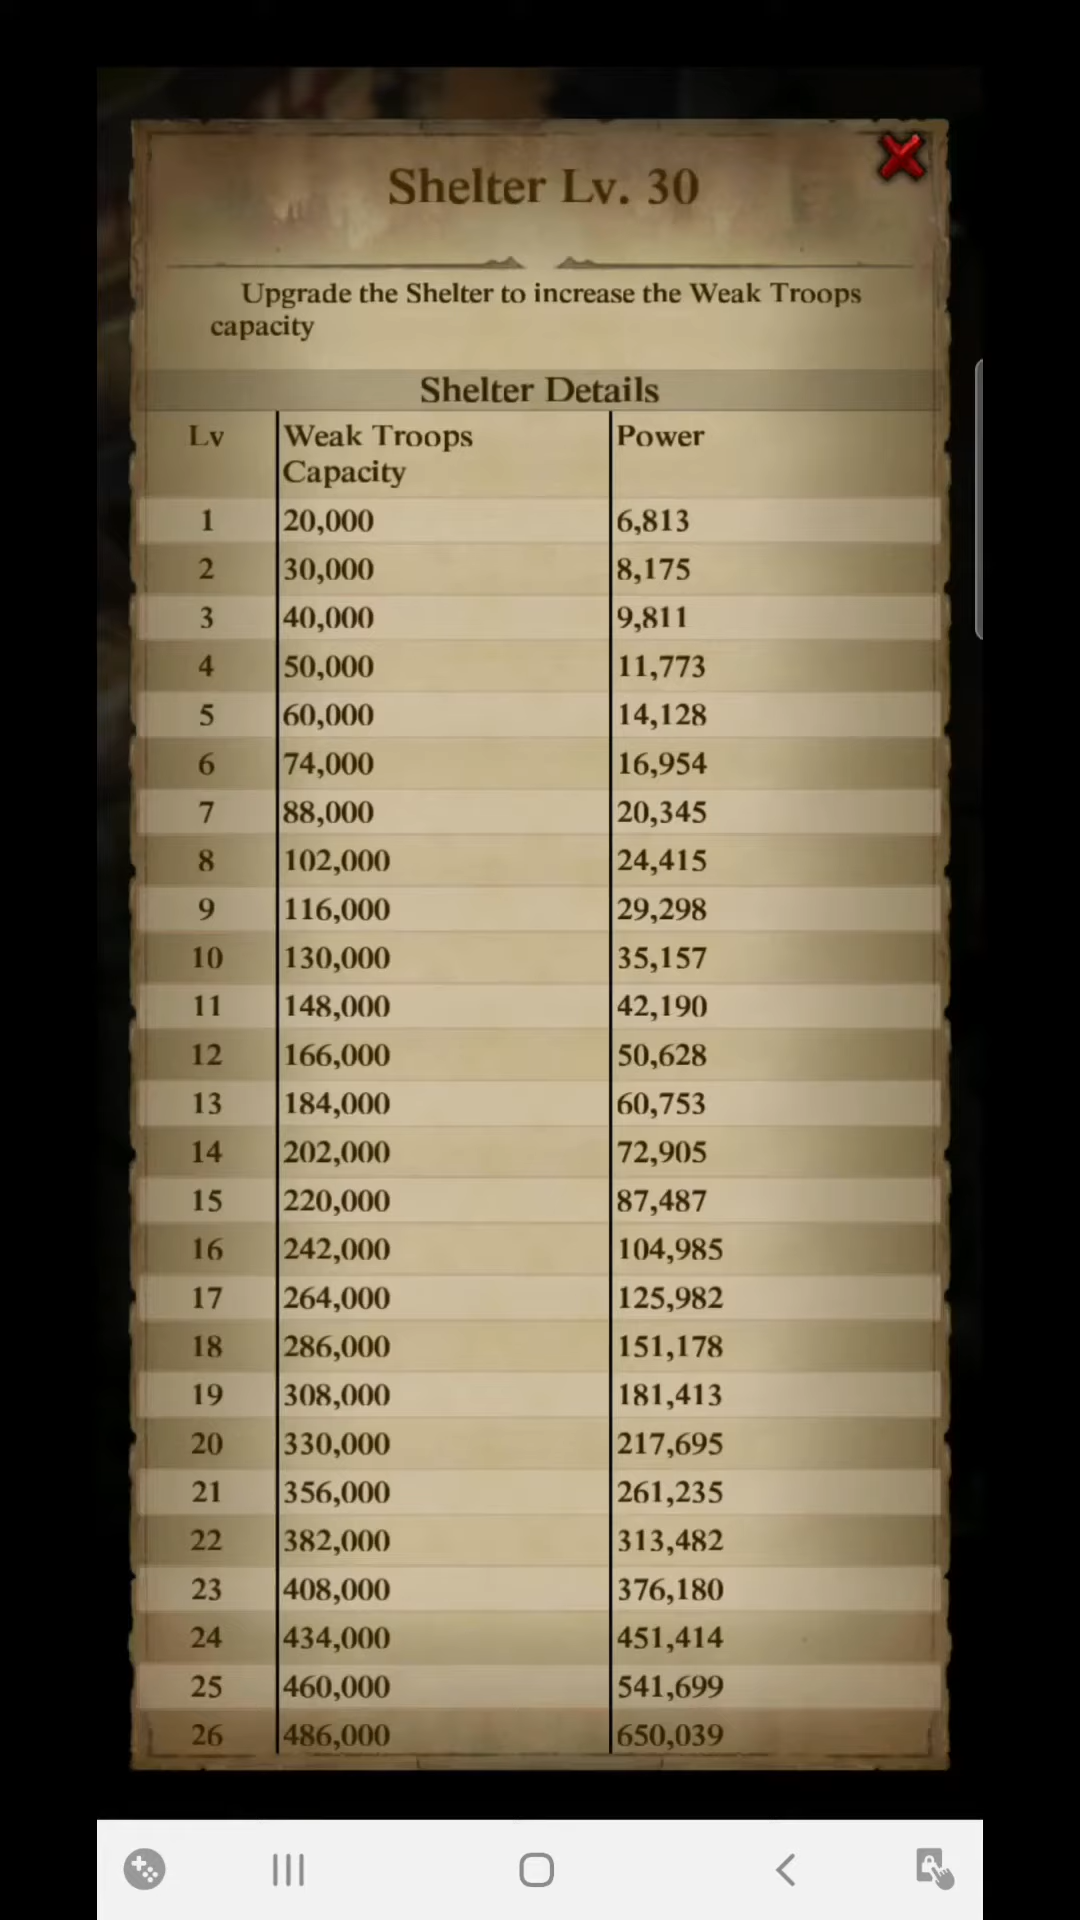 Shelter Lv. 30
Upgrade the Shelter to increase the Weak Troops
capacity
Shelter Details
Lv Weak Troops Capacity Power
1 20,000 6,813
2 30,000 8,175
3 40,000 9,811
4 50,000 11,773
5 60,000 14,128
6 74,000 16,954
7 88,000 20,345
8 102,000 24,415
9 116,000 29,298
10 130,000 35,157
11 148,000 42,190
12 166,000 50,628
13 184,000 60,753
14 202,000 72,905
15 220,000 87,487
16 242,000 104,985
17 264,000 125,982
18 286,000 151,178
19 308,000 181,413
20 330,000 217,695
21 356,000 261,235
22 382,000 313,482
23 408,000 376,180
24 434,000 451,414
25 460,000 541,699
26 486,000 650,039